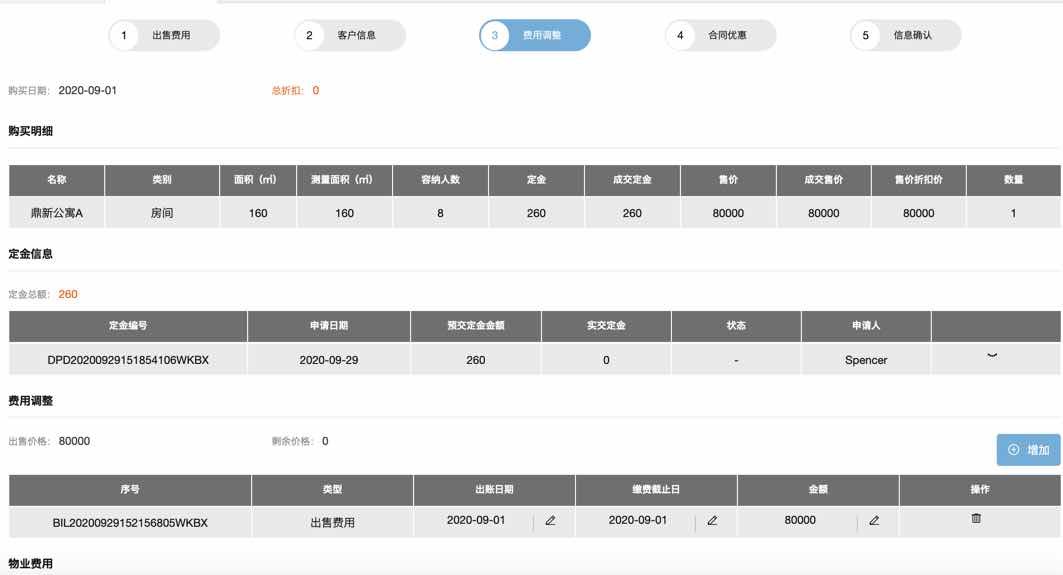 1 出售费用 2 客户信息 3 费用调整 4 合同优惠 5 信息确认
购买日期: 2020-09-01 总折扣: 0
购买明细
名称 类别 面积（㎡） 测量面积（㎡） 容纳人数 定金 成交定金 售价 成交售价 售价折扣价 数量
鼎新公寓A 房间 160 160 8 260 260 80000 80000 80000 1
定金信息
定金总额: 260
定金编号 申请日期 预交定金金额 实交定金 状态 申请人
DPD20200929151854106WKBX 2020-09-29 260 0 - Spencer
费用调整
出售价格: 80000 剩余价格: 0
增加
序号 类型 出账日期 缴费截止日 金额 操作
BIL20200929152156805WKBX 出售费用 2020-09-01 2020-09-01 80000
物业费用